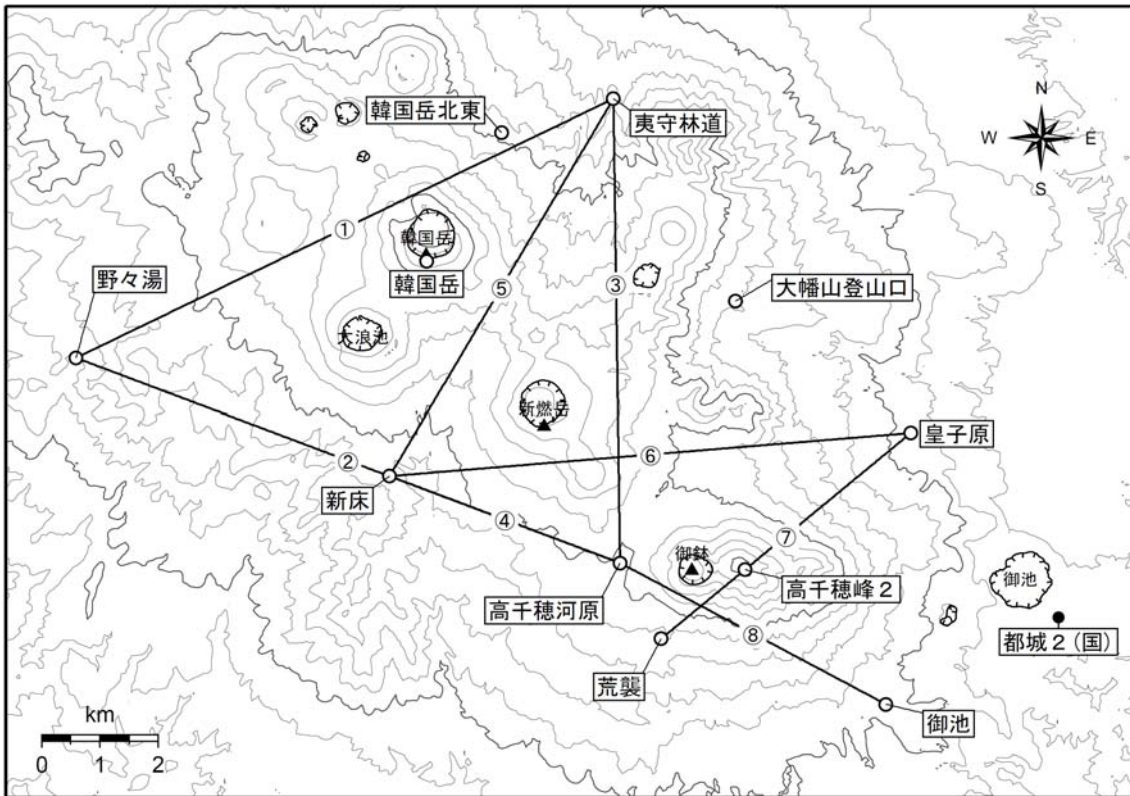 N
W E
S
韓国岳北東
夷守林道
①
韓国岳
韓国岳
野々湯
⑤
③
大幡山登山口
大浪池
新燃岳
皇子原
②
⑥
新床
④
⑦
御鉢
御池
高千穂河原
高千穂峰2
⑧
都城2(国)
荒襲
御池
km
0 1 2